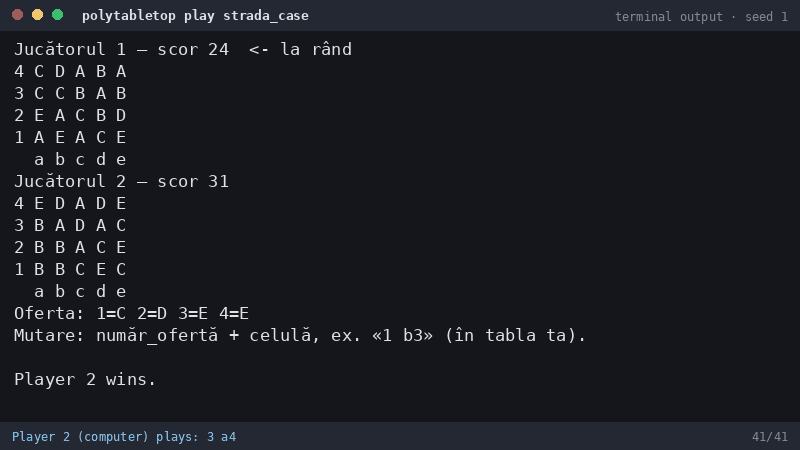 polytabletop play strada_case
terminal output · seed 1
Jucătorul 1 — scor 24  <- la rând
4 C D A B A
3 C C B A B
2 E A C B D
1 A E A C E
  a b c d e
Jucătorul 2 — scor 31
4 E D A D E
3 B A D A C
2 B B A C E
1 B B C E C
  a b c d e
Oferta: 1=C 2=D 3=E 4=E
Mutare: număr_ofertă + celulă, ex. «1 b3» (în tabla ta).
Player 2 wins.
Player 2 (computer) plays: 3 a4
41/41